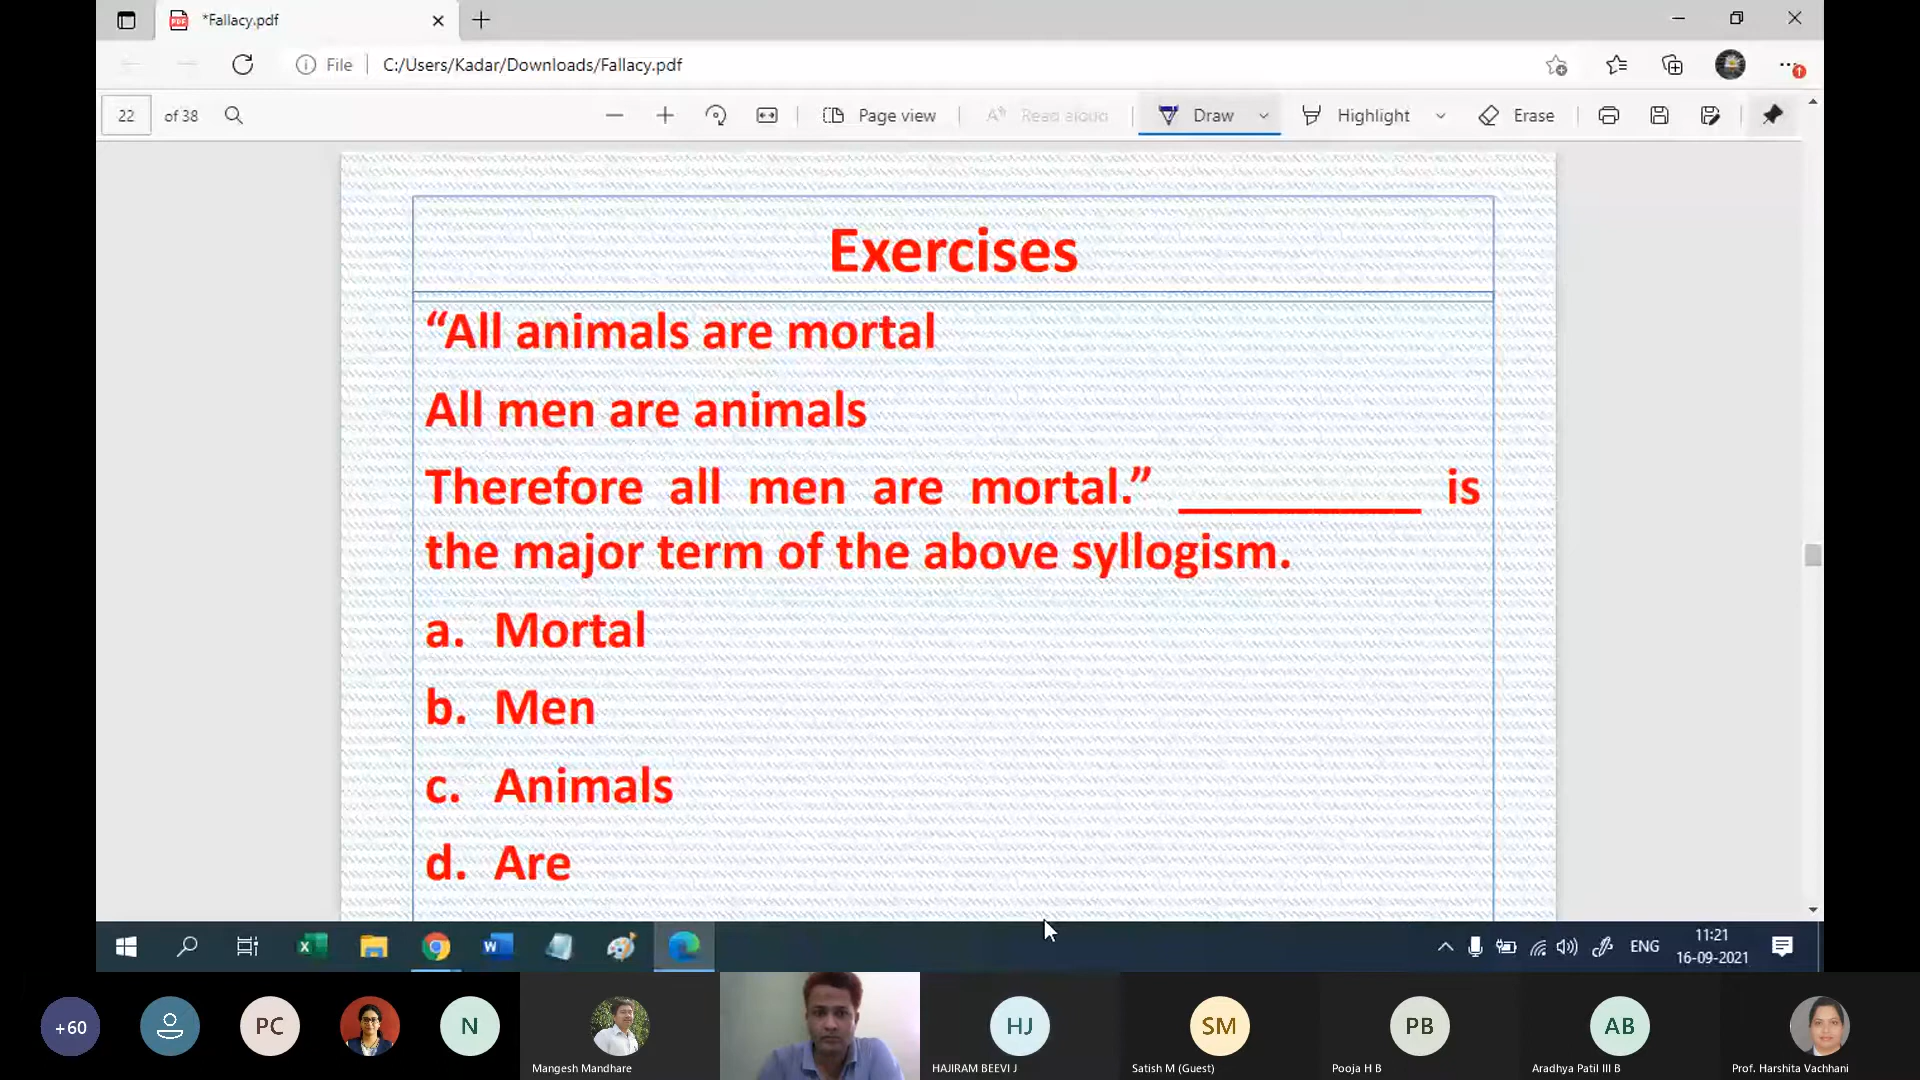 *Fallacy.pdf
File
C:/Users/Kadar/Downloads/Fallacy.pdf
22 of 38
Page view
Read aloud
Draw
Highlight
Erase
Exercises
“All animals are mortal
All men are animals
Therefore all men are mortal.” __________ is
the major term of the above syllogism.
a. Mortal
b. Men
c. Animals
d. Are
ENG
11:21
16-09-2021
+60
PC
N
HJ
SM
PB
AB
Mangesh Mandhare
HAJIRAM BEEVI J
Satish M (Guest)
Pooja H B
Aradhya Patil III B
Prof. Harshita Vachhani